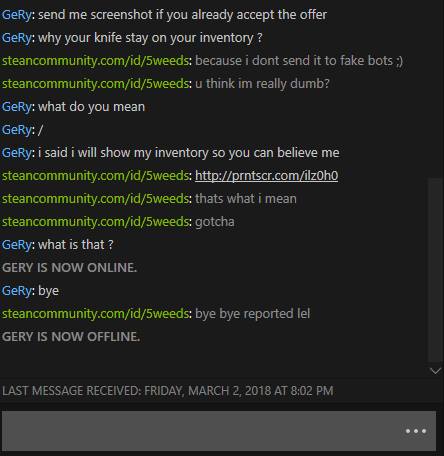 GeRy: send me screenshot if you already accept the offer
GeRy: why your knife stay on your inventory ?
steancommunity.com/id/5weeds: because i dont send it to fake bots ;)
steancommunity.com/id/5weeds: u think im really dumb?
GeRy: what do you mean
GeRy: /
GeRy: i said i will show my inventory so you can believe me
steancommunity.com/id/5weeds: http://prntscr.com/ilz0h0
steancommunity.com/id/5weeds: thats what i mean
steancommunity.com/id/5weeds: gotcha
GeRy: what is that ?
GERY IS NOW ONLINE.
GeRy: bye
steancommunity.com/id/5weeds: bye bye reported lel
GERY IS NOW OFFLINE.
LAST MESSAGE RECEIVED: FRIDAY, MARCH 2, 2018 AT 8:02 PM